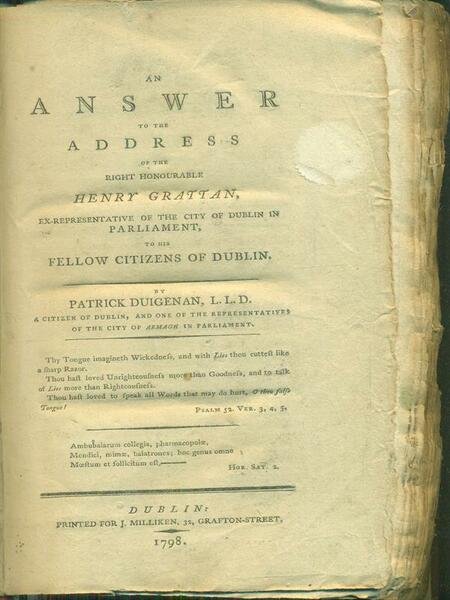 AN
ANSWER
TO THE
ADDRESS
OF THE
RIGHT HONOURABLE
HENRY GRATTAN,
EX-REPRESENTATIVE OF THE CITY OF DUBLIN IN
PARLIAMENT,
TO HIS
FELLOW CITIZENS OF DUBLIN.
BY
PATRICK DUIGENAN, L.L.D.
A CITIZEN OF DUBLIN, AND ONE OF THE REPRESENTATIVES
OF THE CITY OF ARMAGH IN PARLIAMENT.
Thy Tongue imagineth Wickedneſs, and with Lies thou cutteſt like
a ſharp Razor.
Thou haſt loved Unrighteouſneſs more than Goodneſs, and to talk
of Lies more than Righteouſneſs.
Thou haſt loved to ſpeak all Words that may do hurt, O thou falſe
Tongue!
PSALM 52. VER. 3, 4, 5.
Ambubaiarum collegia, pharmacopolæ,
Mendici, mimæ, balatrones; hoc genus omne
Mœſtum et ſollicitum eſt,——
HOR. SAT. 2.
DUBLIN:
PRINTED FOR J. MILLIKEN, 32, GRAFTON-STREET.
1798.